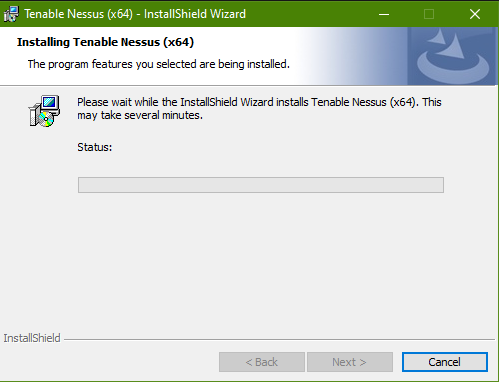 Tenable Nessus (x64) - InstallShield Wizard
Installing Tenable Nessus (x64)
The program features you selected are being installed.
Please wait while the InstallShield Wizard installs Tenable Nessus (x64). This
may take several minutes.
Status:
InstallShield
< Back
Next >
Cancel